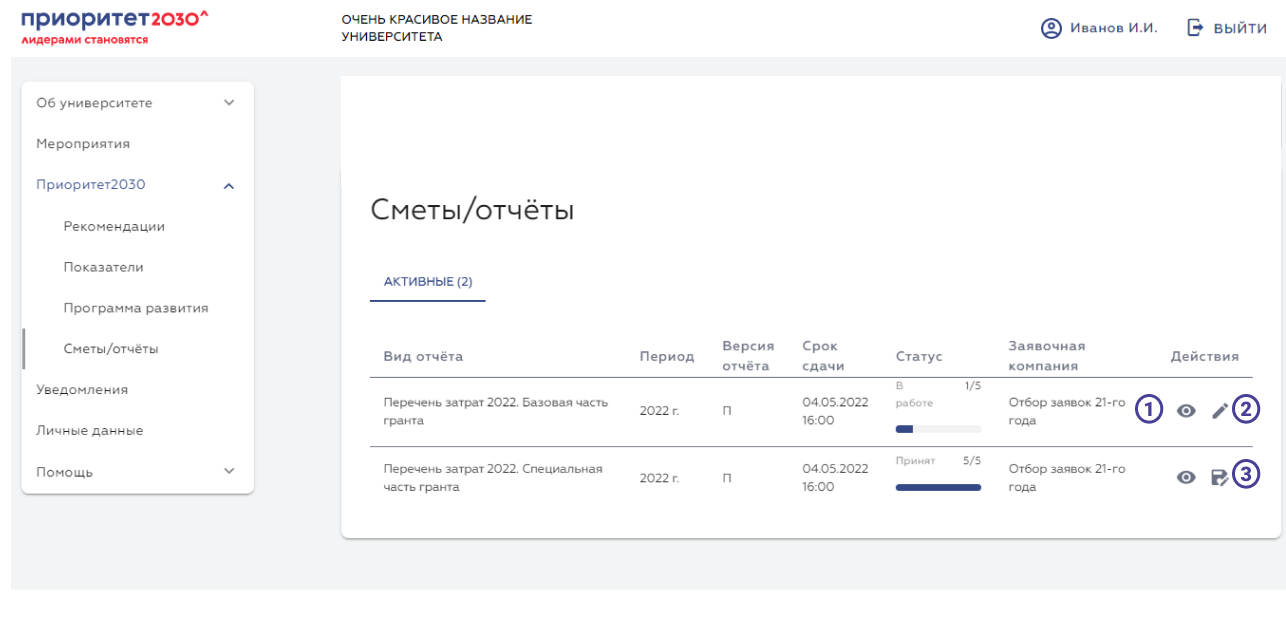 приоритет2030^
лидерами становятся
ОЧЕНЬ КРАСИВОЕ НАЗВАНИЕ
УНИВЕРСИТЕТА
Иванов И.И.
ВЫЙТИ
Об университете
Мероприятия
Приоритет2030
Рекомендации
Показатели
Программа развития
Сметы/отчёты
Уведомления
Личные данные
Помощь
Сметы/отчёты
АКТИВНЫЕ (2)
Вид отчёта
Период
Версия
отчёта
Срок
сдачи
Статус
Заявочная
компания
Действия
Перечень затрат 2022. Базовая часть
гранта
2022 г.
П
04.05.2022
16:00
В
работе
1/5
Отбор заявок 21-го
года
1
2
Перечень затрат 2022. Специальная
часть гранта
2022 г.
П
04.05.2022
16:00
Принят
5/5
Отбор заявок 21-го
года
3